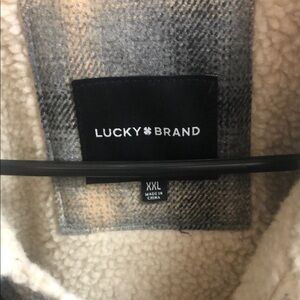 LUCKY BRAND
XXL
MADE IN
CHINA